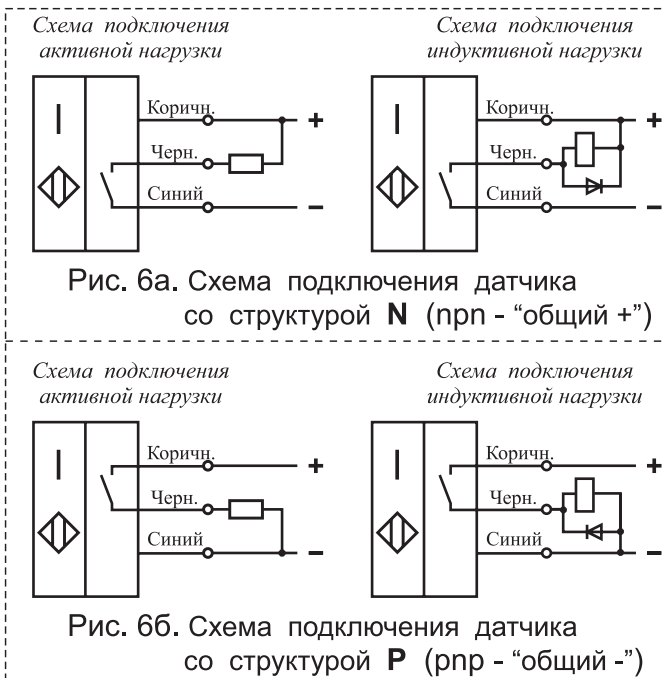 Схема подключения
активной нагрузки
Коричн.
+
Черн.
Синий
−
Схема подключения
индуктивной нагрузки
Коричн.
+
Черн.
Синий
−
Рис. 6а. Схема подключения датчика
со структурой N (npn - “общий +”)
Схема подключения
активной нагрузки
Коричн.
+
Черн.
Синий
−
Схема подключения
индуктивной нагрузки
Коричн.
+
Черн.
Синий
−
Рис. 6б. Схема подключения датчика
со структурой P (pnp - “общий -”)